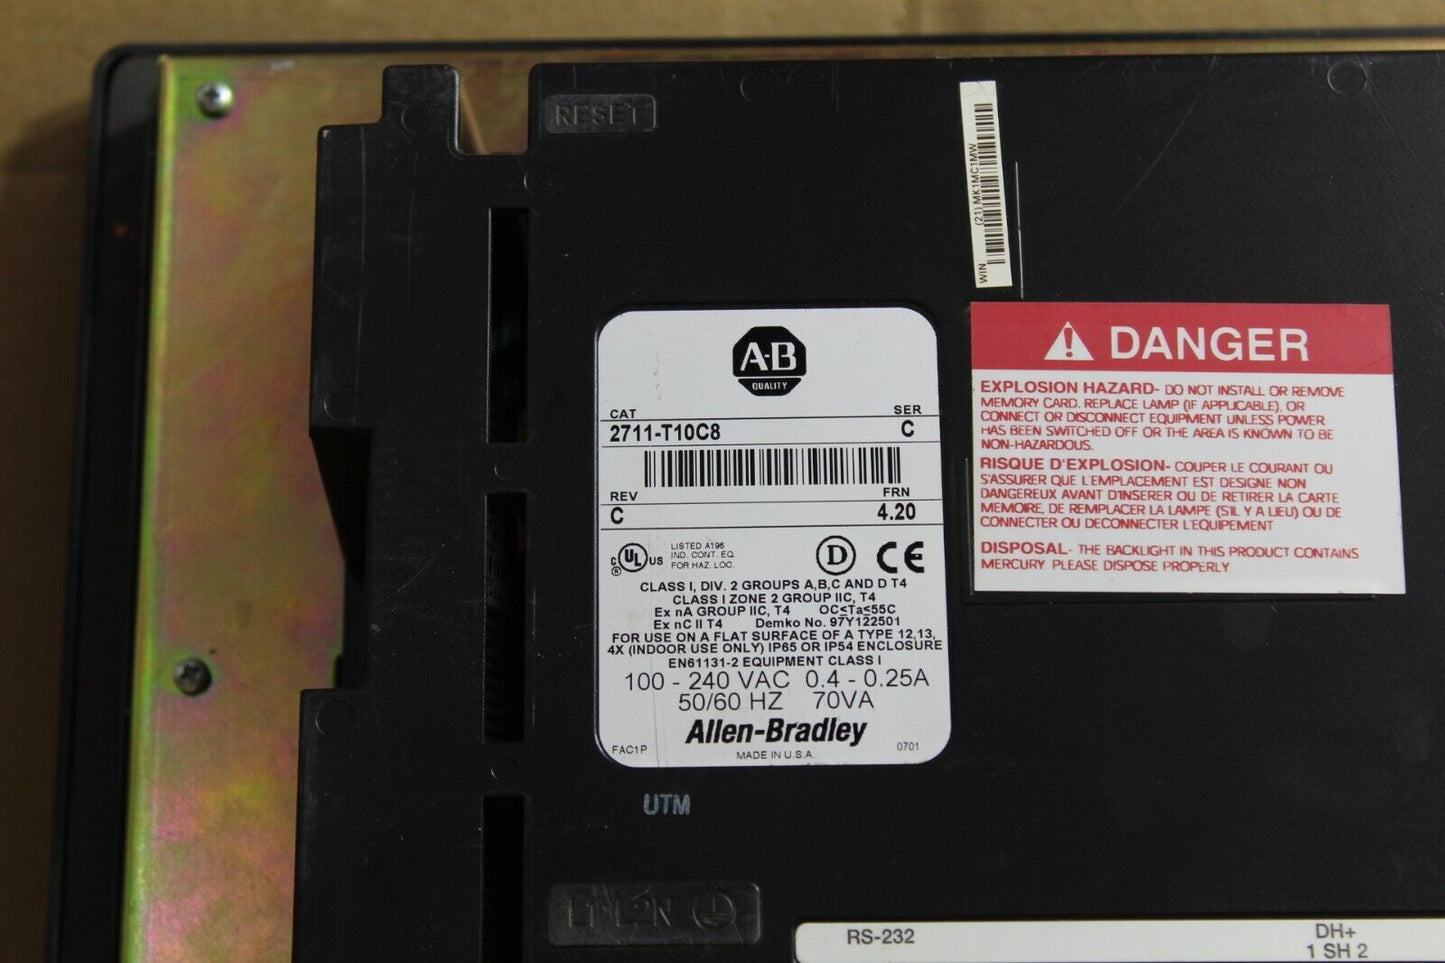 RESET
WIN
(21) MK1MC1MW
A-B
QUALITY
CAT
SER
2711-T10C8
C
REV
FRN
C
4.20
C UL US
®
LISTED A196
IND. CONT. EQ.
FOR HAZ. LOC.
D
CE
CLASS I, DIV. 2 GROUPS A,B,C AND D T4
CLASS I ZONE 2 GROUP IIC, T4
Ex nA GROUP IIC, T4 OC≤Ta≤55C
Ex nC II T4 Demko No. 97Y122501
FOR USE ON A FLAT SURFACE OF A TYPE 12,13,
4X (INDOOR USE ONLY) IP65 OR IP54 ENCLOSURE
EN61131-2 EQUIPMENT CLASS I
100 - 240 VAC 0.4 - 0.25A
50/60 HZ 70VA
Allen-Bradley
FAC1P
MADE IN U.S.A.
0701
DANGER
EXPLOSION HAZARD- DO NOT INSTALL OR REMOVE
MEMORY CARD, REPLACE LAMP (IF APPLICABLE), OR
CONNECT OR DISCONNECT EQUIPMENT UNLESS POWER
HAS BEEN SWITCHED OFF OR THE AREA IS KNOWN TO BE
NON-HAZARDOUS.
RISQUE D'EXPLOSION- COUPER LE COURANT OU
S'ASSURER QUE L'EMPLACEMENT EST DESIGNE NON
DANGEREUX AVANT D'INSERER OU DE RETIRER LA CARTE
MEMOIRE, DE REMPLACER LA LAMPE (S'IL Y A LIEU) OU DE
CONNECTER OU DECONNECTER L'EQUIPEMENT
DISPOSAL- THE BACKLIGHT IN THIS PRODUCT CONTAINS
MERCURY. PLEASE DISPOSE PROPERLY
UTM
L1 L2N
RS-232
DH+
1 SH 2